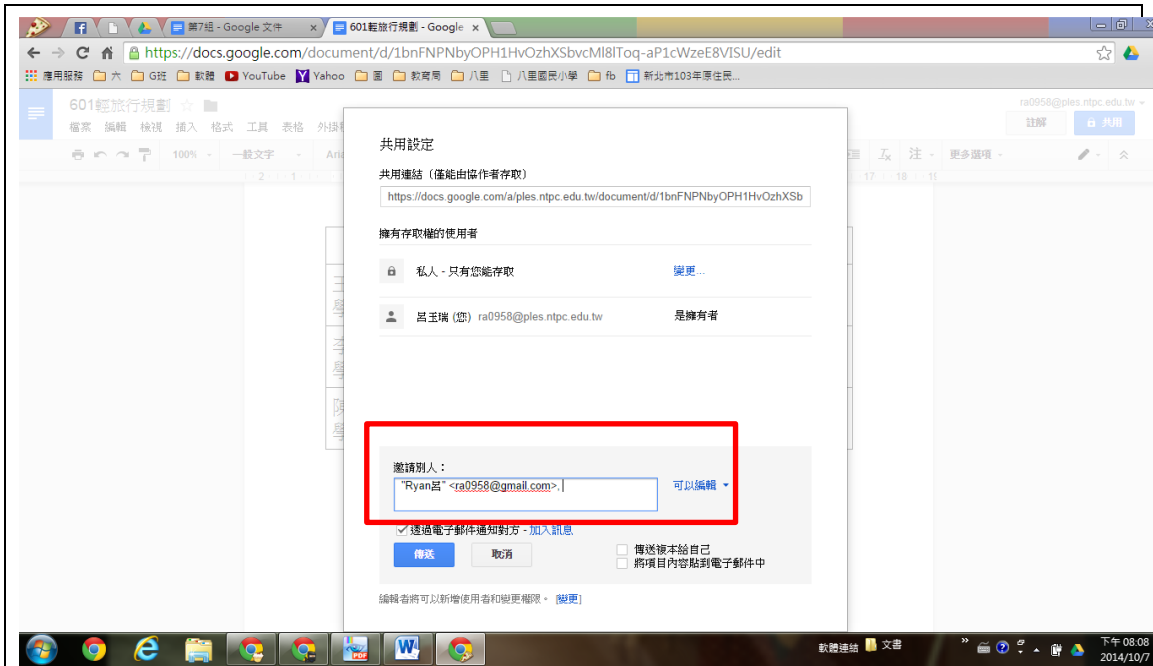 第7組 - Google 文件
601輕旅行規劃 - Google
https://docs.google.com/document/d/1bnFNPNbyOPH1HvOzhXSbvcMl8lToq-aP1cWzeE8VISU/edit
應用服務 六 G班 軟體 YouTube Yahoo 圖 教育局 八里 八里國民小學 fb 新北市103年原住民...
601輕旅行規劃
ra0958@ples.ntpc.edu.tw
檔案 編輯 檢視 插入 格式 工具 表格
註解 共用
100% 一般文字
更多選項
2 1 17 18
共用設定
共用連結（僅能由協作者存取）
https://docs.google.com/a/ples.ntpc.edu.tw/document/d/1bnFNPNbyOPH1HvOzhXSb
擁有存取權的使用者
私人 - 只有您能存取 變更...
呂玉瑞 (您) ra0958@ples.ntpc.edu.tw 是擁有者
邀請別人：
"Ryan呂" <ra0958@gmail.com>, 可以編輯
透過電子郵件通知對方 - 加入訊息
傳送 取消 傳送複本給自己
將項目內容貼到電子郵件中
編輯者將可以新增使用者和變更權限。 [變更]
軟體連結 文書 下午 08:08
2014/10/7